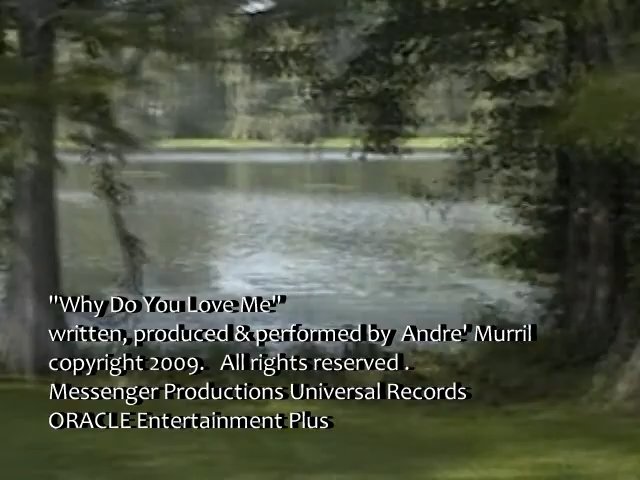 "Why Do You Love Me"
written, produced & performed by Andre' Murril
copyright 2009. All rights reserved .
Messenger Productions Universal Records
ORACLE Entertainment Plus